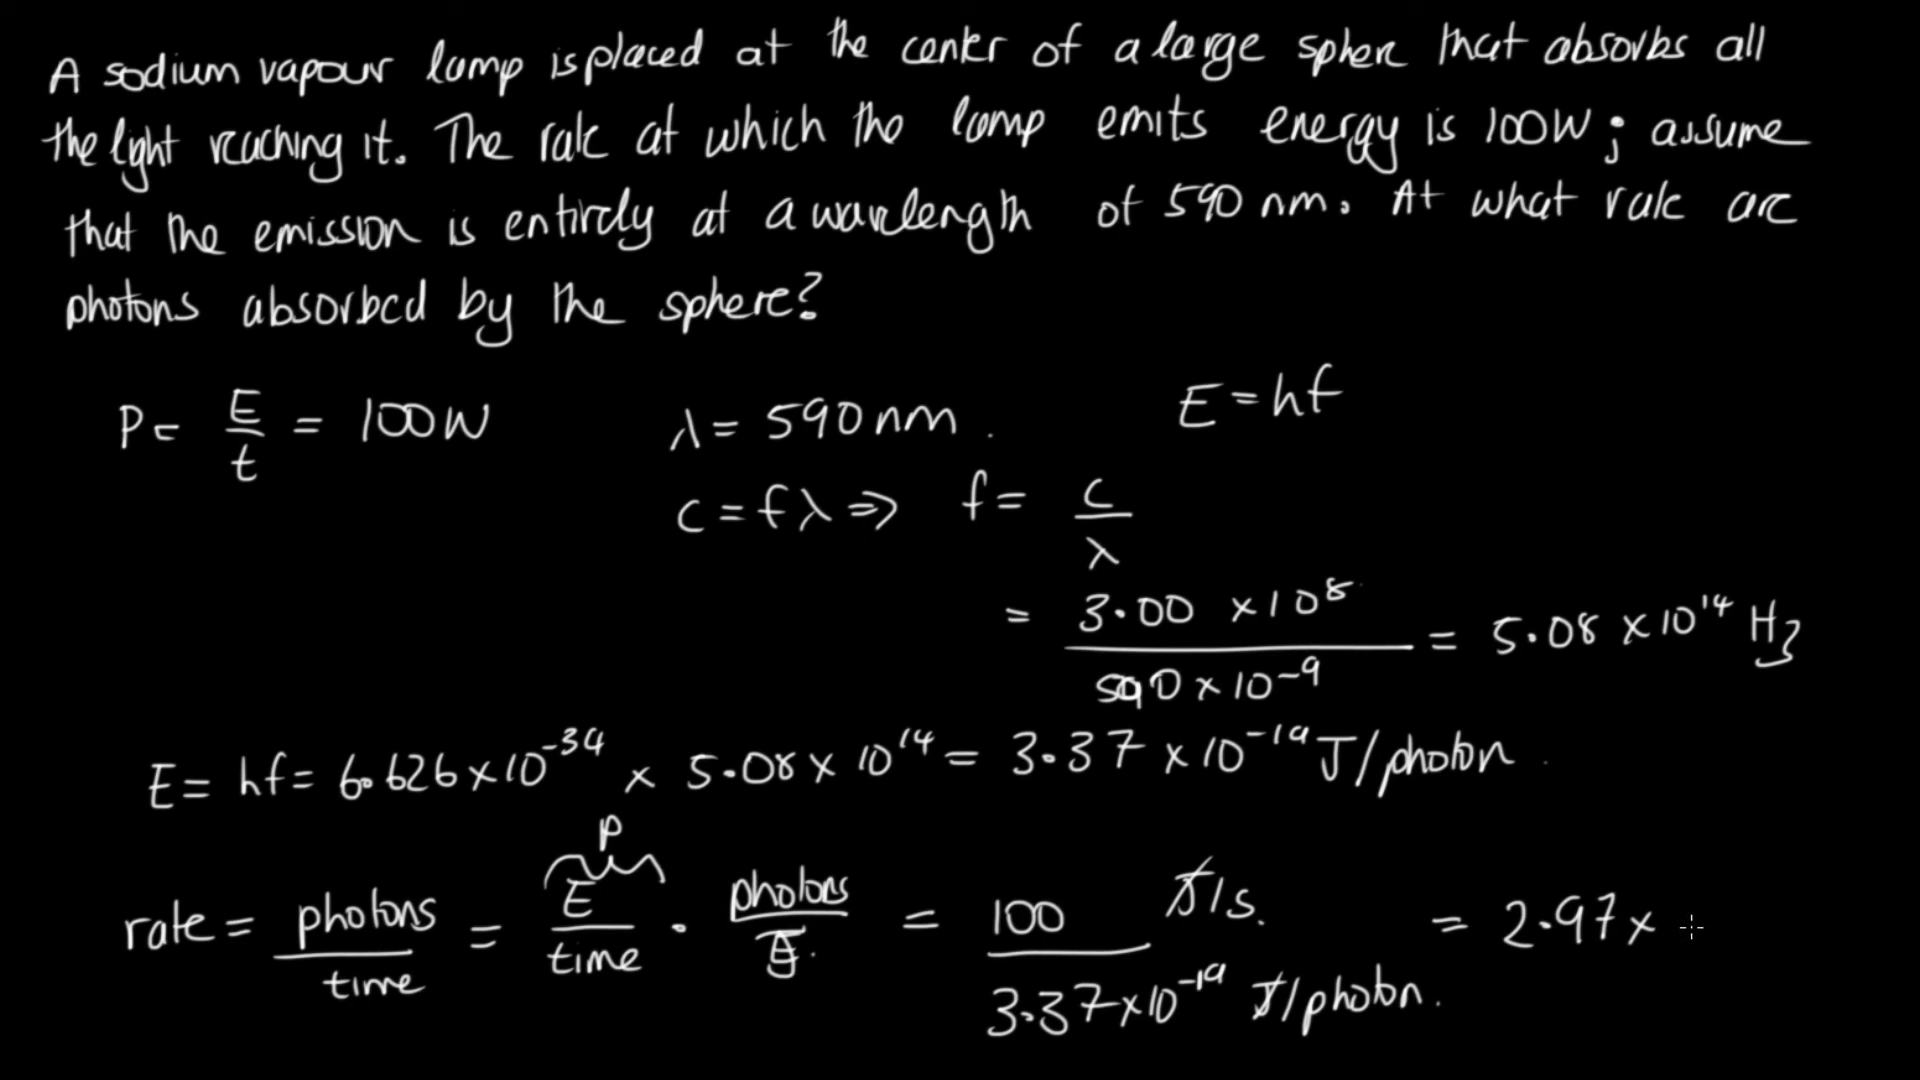 A sodium vapour lamp is placed at the center of a large sphere that absorbs all
the light reaching it. The rate at which the lamp emits energy is 100W; assume
that the emission is entirely at a wavelength of 590 nm. At what rate are
photons absorbed by the sphere?
P = E/t = 100W λ = 590 nm. E = hf
c = fλ ⇒ f = c/λ
= 3.00 × 10⁸ / 590 × 10⁻⁹ = 5.08 × 10¹⁴ Hz
E = hf = 6.626 × 10⁻³⁴ × 5.08 × 10¹⁴ = 3.37 × 10⁻¹⁹ J/photon.
P
rate = photons/time = E/time · photons/E = 100 J/s. / 3.37 × 10⁻¹⁹ J/photon. = 2.97 ×